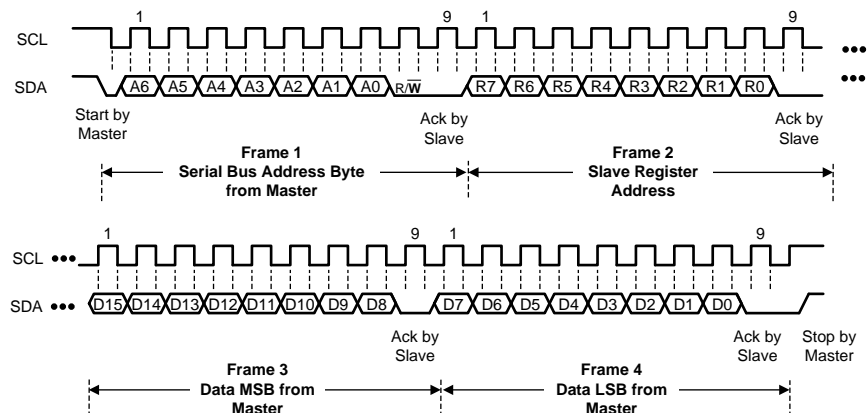 1 9 1 9
SCL
SDA A6 A5 A4 A3 A2 A1 A0 R/W R7 R6 R5 R4 R3 R2 R1 R0
Start by Master
Ack by Slave
Ack by Slave
Frame 1
Serial Bus Address Byte
from Master
Frame 2
Slave Register
Address
1 9 1 9
SCL
SDA D15 D14 D13 D12 D11 D10 D9 D8 D7 D6 D5 D4 D3 D2 D1 D0
Ack by Slave
Ack by Slave
Stop by Master
Frame 3
Data MSB from
Master
Frame 4
Data LSB from
Master